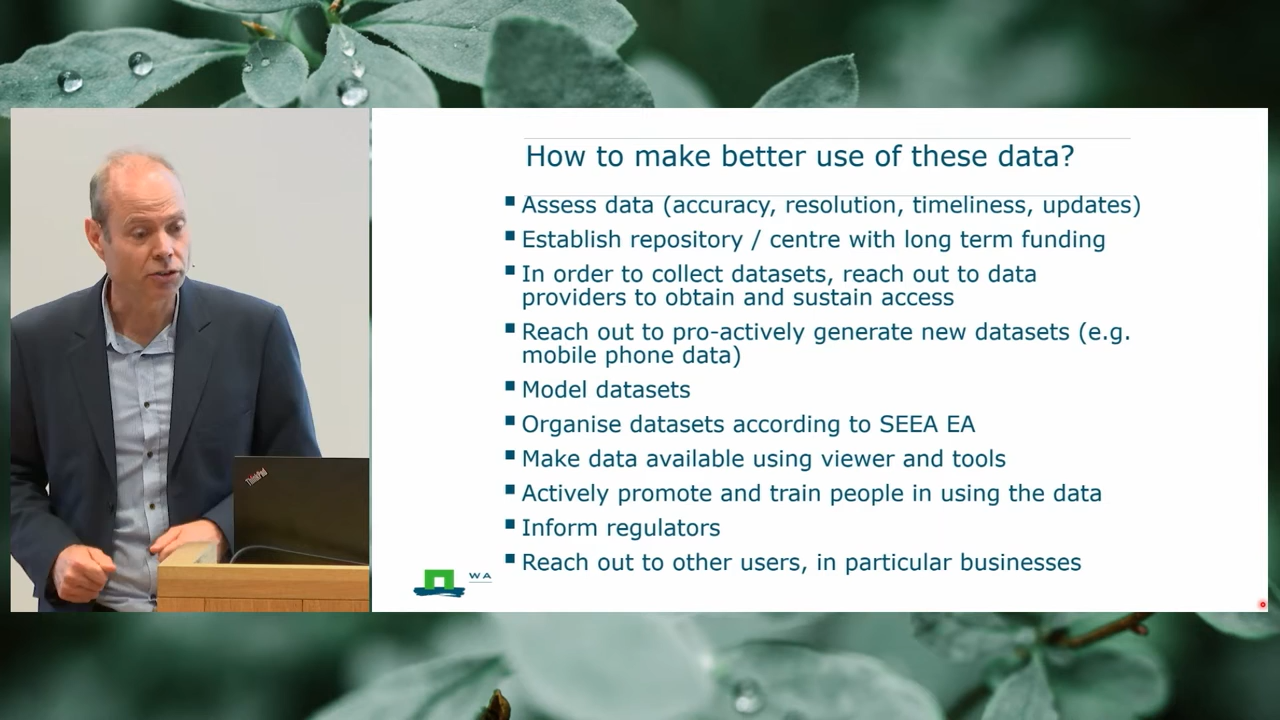 How to make better use of these data?
Assess data (accuracy, resolution, timeliness, updates)
Establish repository / centre with long term funding
In order to collect datasets, reach out to data
providers to obtain and sustain access
Reach out to pro-actively generate new datasets (e.g.
mobile phone data)
Model datasets
Organise datasets according to SEEA EA
Make data available using viewer and tools
Actively promote and train people in using the data
Inform regulators
Reach out to other users, in particular businesses
WA
ThinkPad